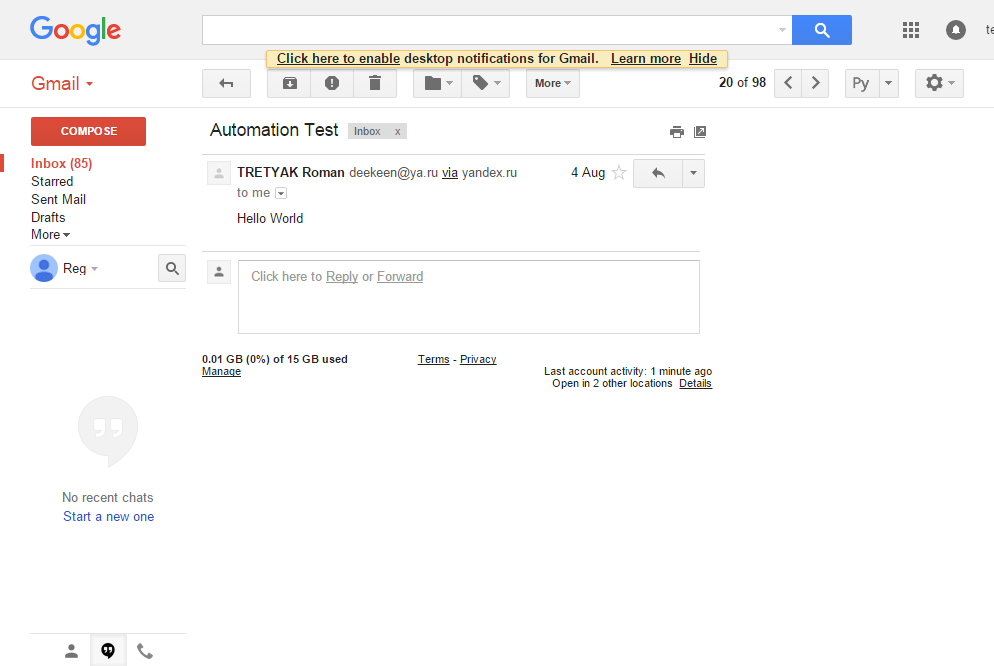 Google
te
Click here to enable desktop notifications for Gmail. Learn more Hide
Gmail
More
20 of 98
Py
COMPOSE
Automation Test
Inbox x
Inbox (85)
Starred
Sent Mail
Drafts
More
TRETYAK Roman deekeen@ya.ru via yandex.ru
4 Aug
to me
Hello World
Reg
Click here to Reply or Forward
0.01 GB (0%) of 15 GB used
Manage
Terms - Privacy
Last account activity: 1 minute ago
Open in 2 other locations Details
No recent chats
Start a new one